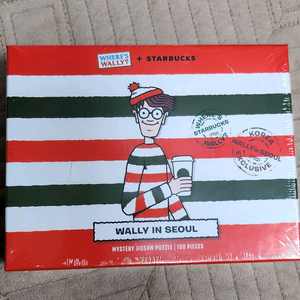 WHERE'S
WALLY?
+ STARBUCKS
WHERE'S
STARBUCKS
WALLY?
KOREA
WALLY IN SEOUL
EXCLUSIVE
WALLY IN SEOUL
MYSTERY JIGSAW PUZZLE | 150 PIECES